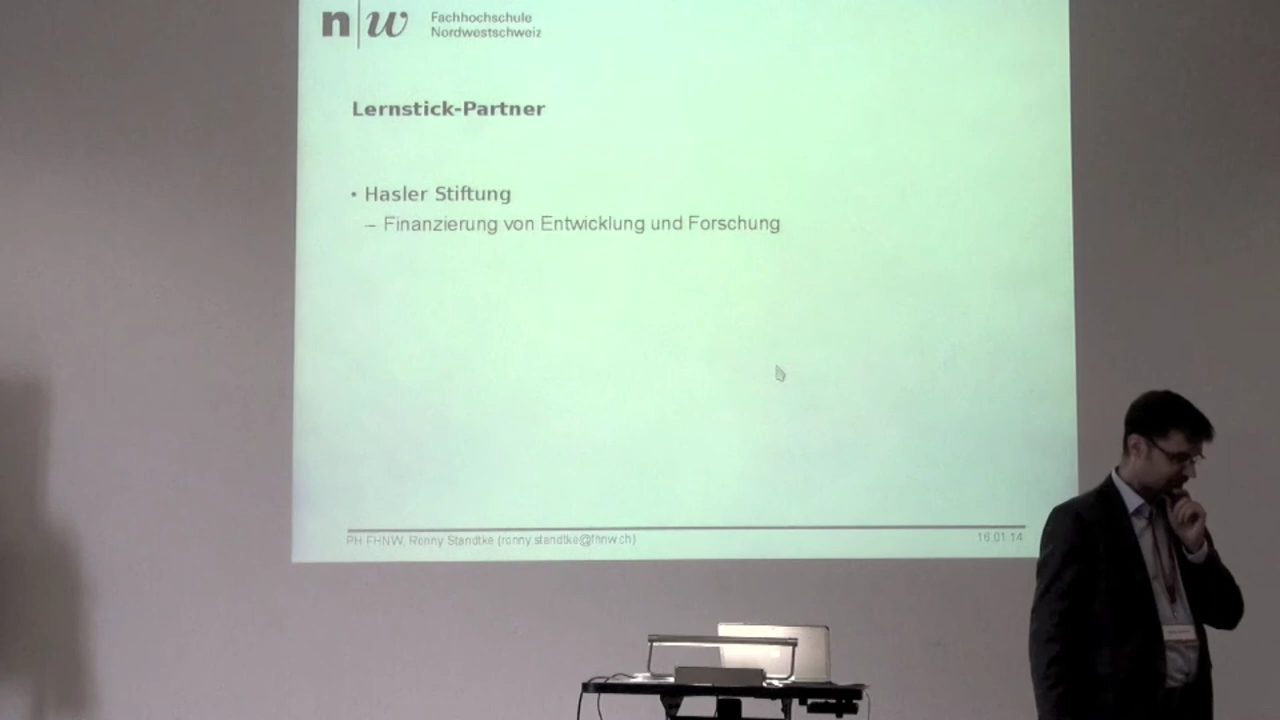 n|w Fachhochschule
Nordwestschweiz
Lernstick-Partner
• Hasler Stiftung
– Finanzierung von Entwicklung und Forschung
PH FHNW, Ronny Standtke (ronny.standtke@fhnw.ch) 16.01.14